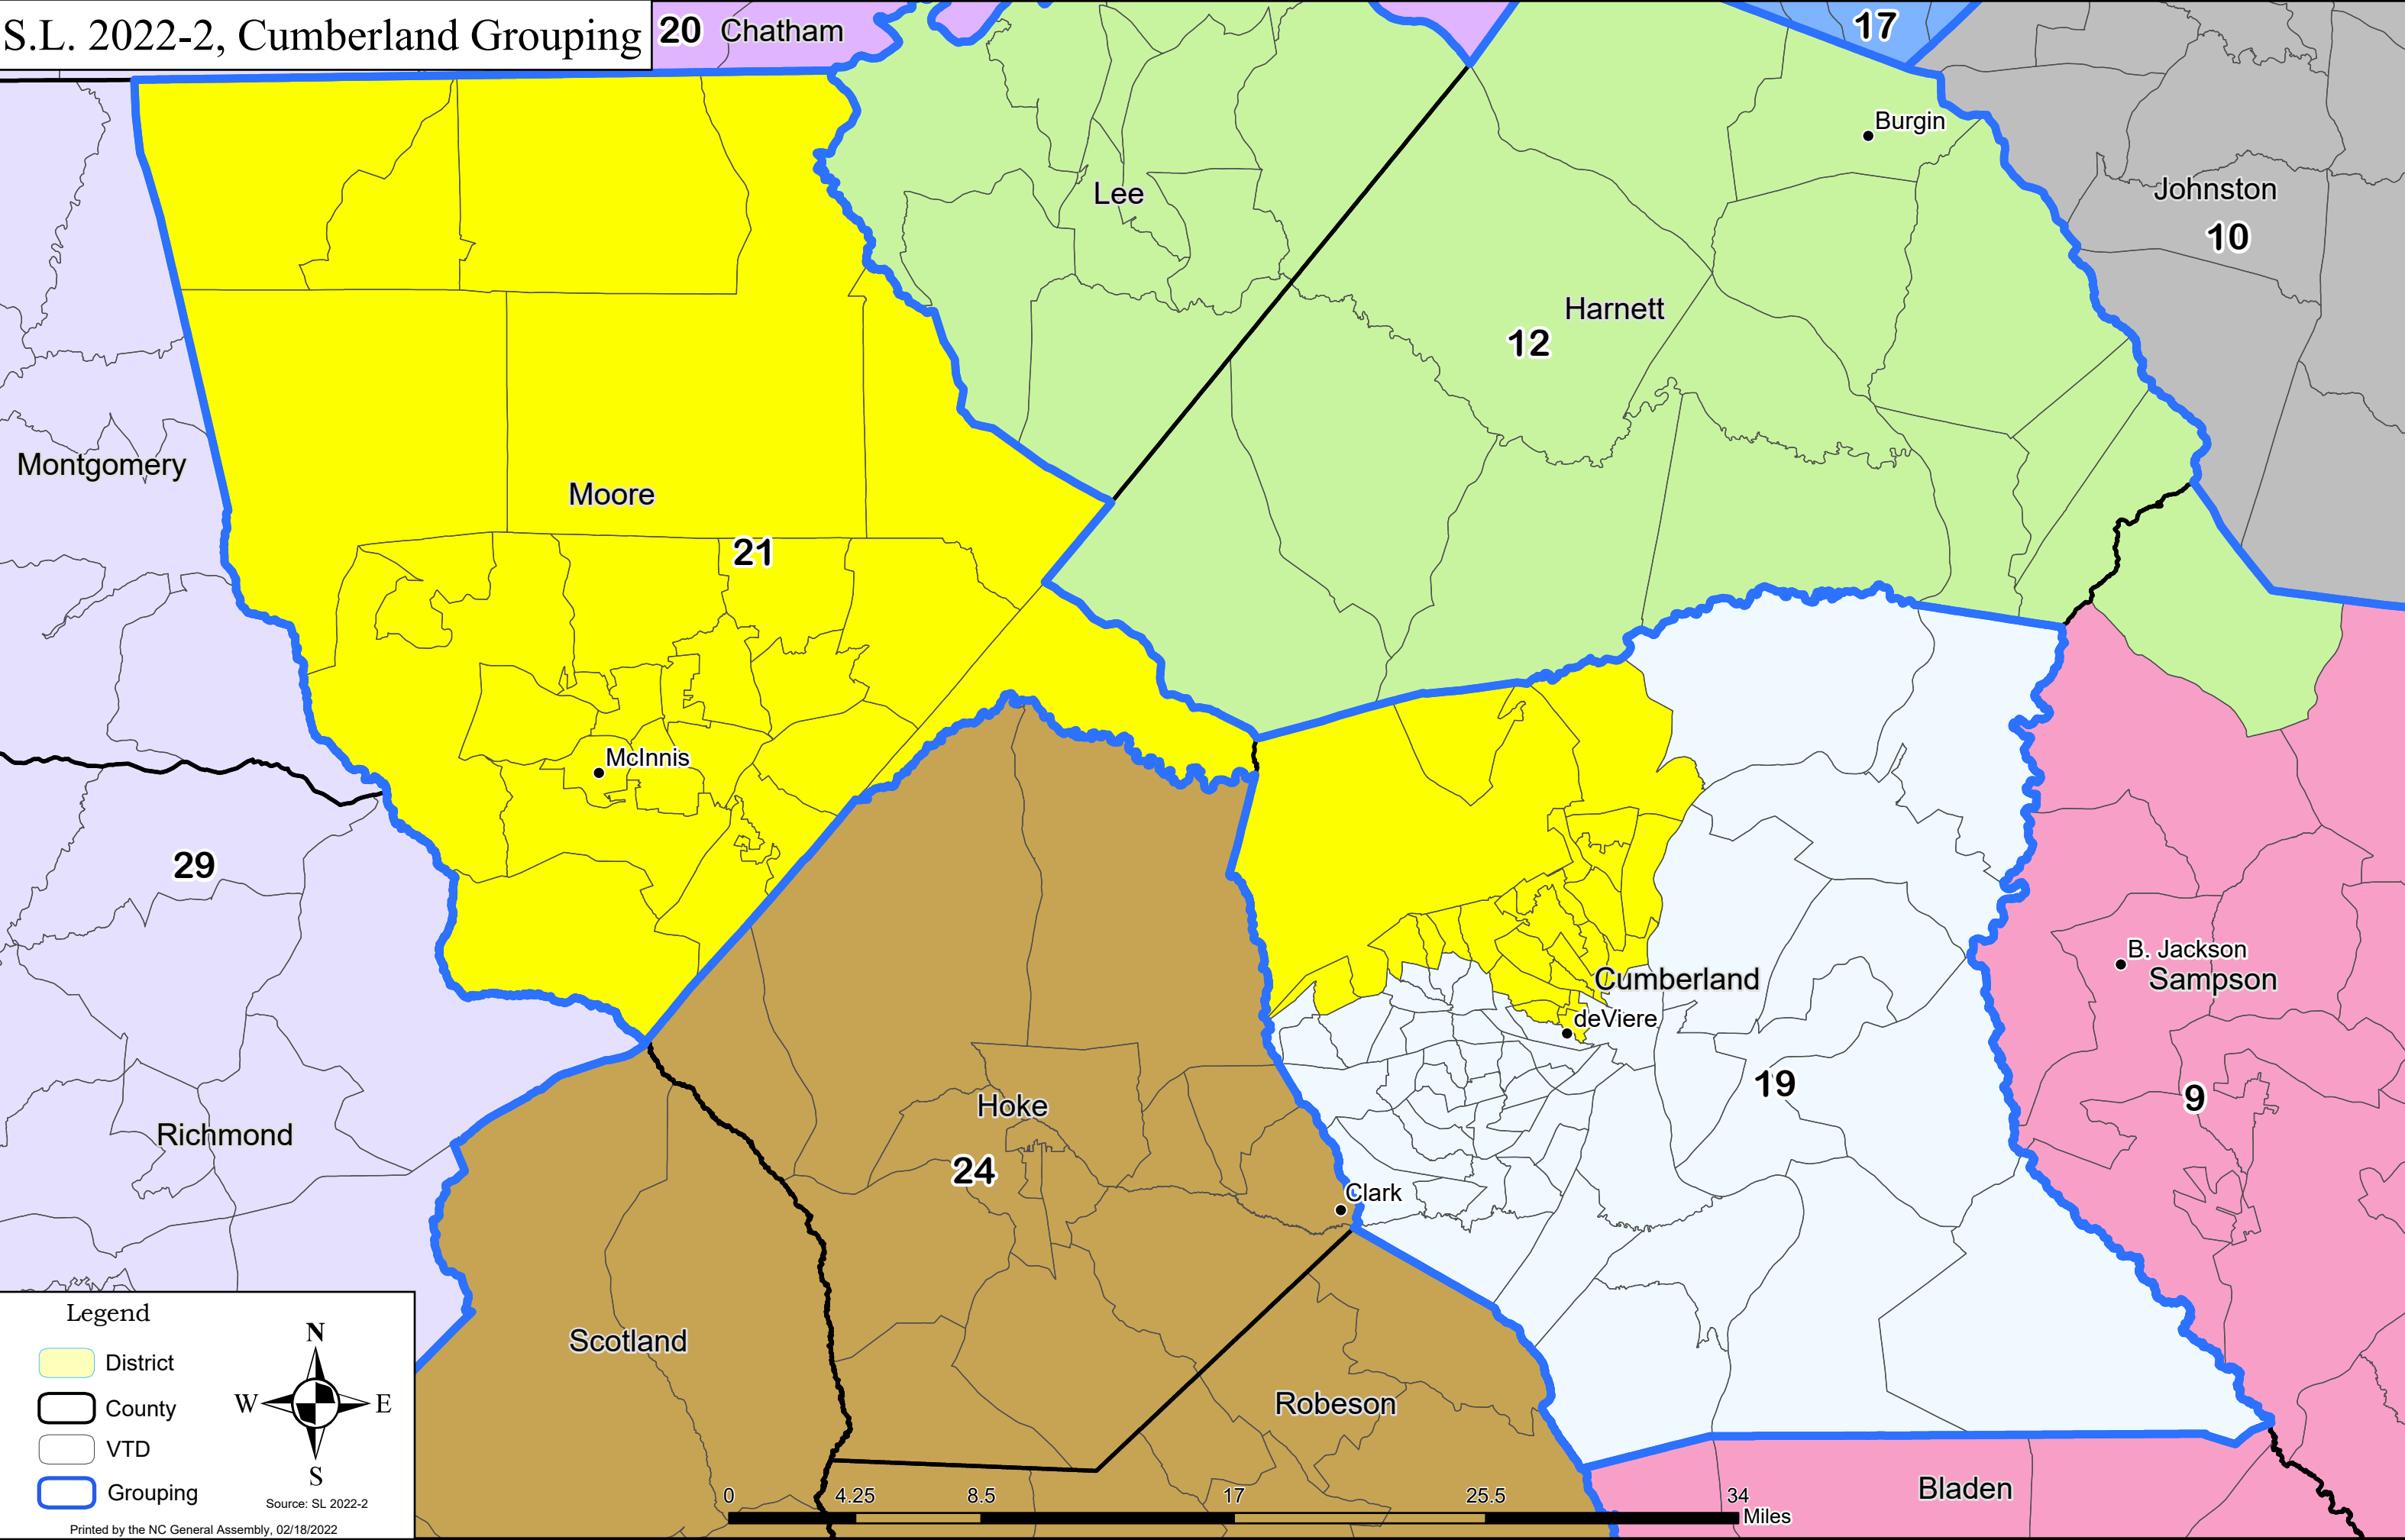 S.L. 2022-2, Cumberland Grouping
20 Chatham
17
Burgin
Lee
Johnston
10
Harnett
12
Montgomery
Moore
21
McInnis
29
B. Jackson
Cumberland
Sampson
deViere
19
9
Hoke
Richmond
24
Clark
Scotland
Robeson
Bladen
Legend
District
County
VTD
Grouping
N
W E
S
Source: SL 2022-2
Printed by the NC General Assembly, 02/18/2022
0 4.25 8.5 17 25.5 34
Miles